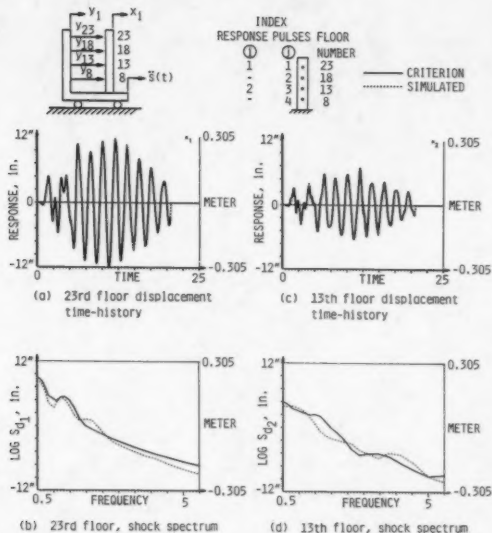 y1 x1
y23 23
y18 18
y13 13
y8 8 s̈(t)
INDEX
RESPONSE PULSES FLOOR
i j NUMBER
1 1 23
- 2 18
2 3 13
- 4 8
CRITERION
SIMULATED
12"
RESPONSE, in.
0
-12"
0 TIME 25
x1
0.305
METER
-0.305
(a) 23rd floor displacement
time-history
12"
RESPONSE, in.
0
-12"
0 TIME 25
x2
0.305
METER
-0.305
(c) 13th floor displacement
time-history
12"
LOG Sd1, in.
-12"
0.5 FREQUENCY 5
0.305
METER
-0.305
(b) 23rd floor, shock spectrum
12"
LOG Sd2, in.
-12"
0.5 FREQUENCY 5
0.305
METER
-0.305
(d) 13th floor, shock spectrum